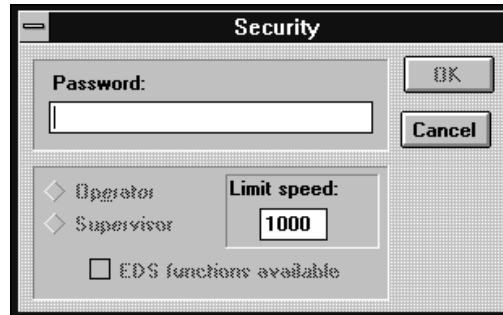 Security
Password:
OK
Cancel
Operator
Supervisor
Limit speed:
1000
EDS functions available